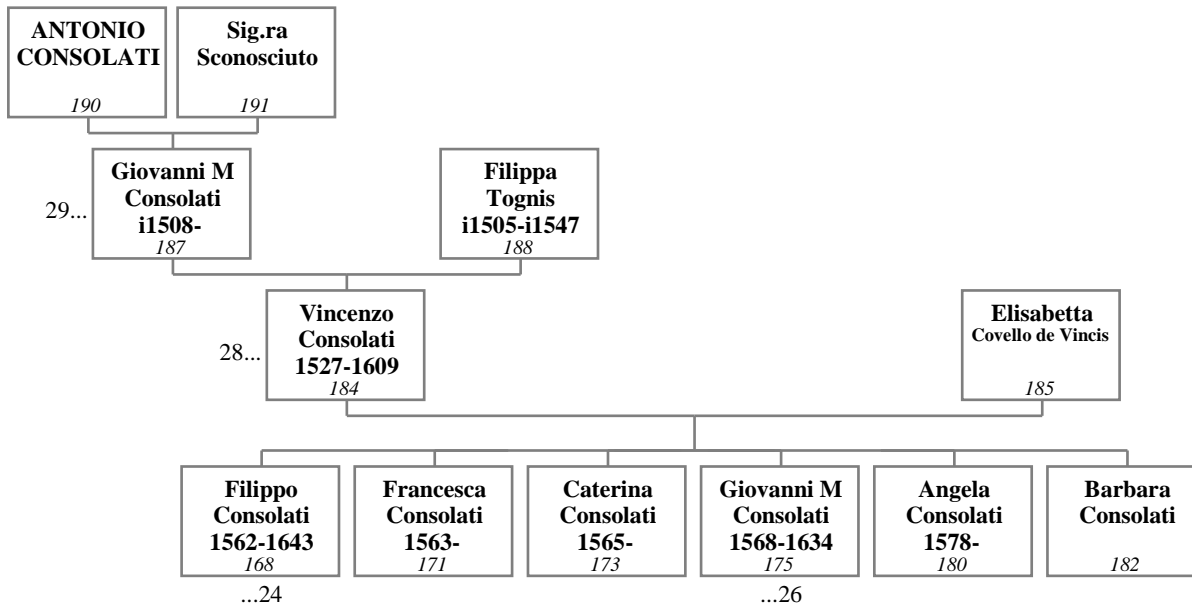 ANTONIO
CONSOLATI
190
Sig.ra
Sconosciuto
191
29...
Giovanni M
Consolati
i1508-
187
Filippa
Tognis
i1505-i1547
188
28...
Vincenzo
Consolati
1527-1609
184
Elisabetta
Covello de Vincis
185
Filippo
Consolati
1562-1643
168
...24
Francesca
Consolati
1563-
171
Caterina
Consolati
1565-
173
Giovanni M
Consolati
1568-1634
175
...26
Angela
Consolati
1578-
180
Barbara
Consolati
182